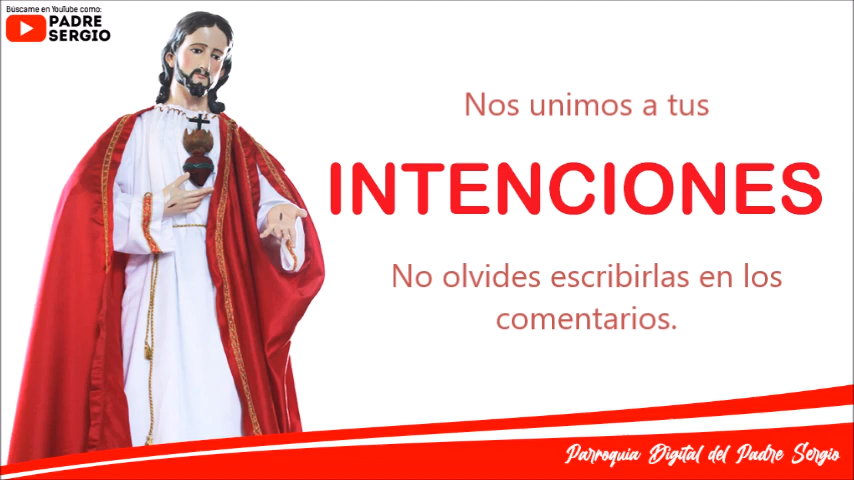 Búscame en YouTube como:
PADRE
SERGIO
Nos unimos a tus
INTENCIONES
No olvides escribirlas en los
comentarios.
Parroquia Digital del Padre Sergio